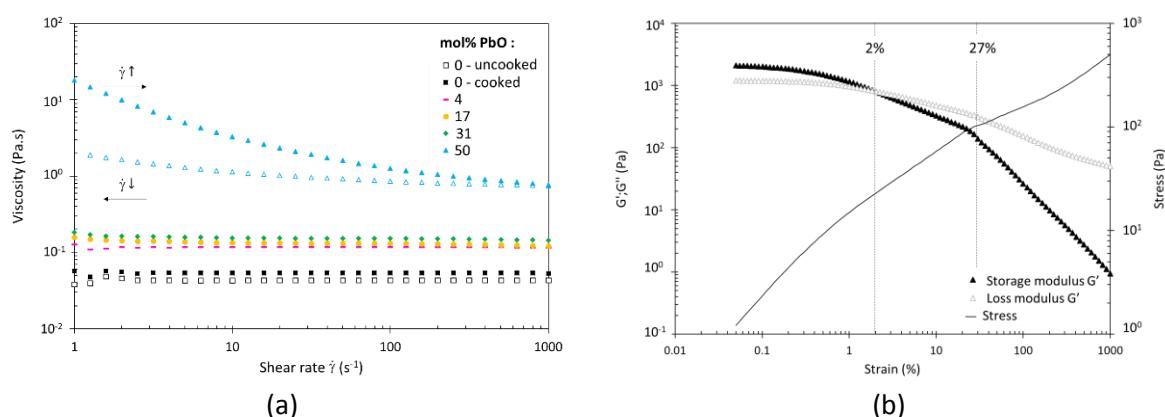 10²
10¹
10⁰
10⁻¹
10⁻²
Viscosity (Pa.s)
γ̇↑
γ̇↓
mol% PbO :
0 - uncooked
0 - cooked
4
17
31
50
1 10 100 1000
Shear rate γ̇ (s⁻¹)
(a)
2% 27%
10⁴
10³
10²
10¹
10⁰
10⁻¹
G';G'' (Pa)
10³
10²
10¹
10⁰
Stress (Pa)
Storage modulus G'
Loss modulus G'
Stress
0.01 0.1 1 10 100 1000
Strain (%)
(b)